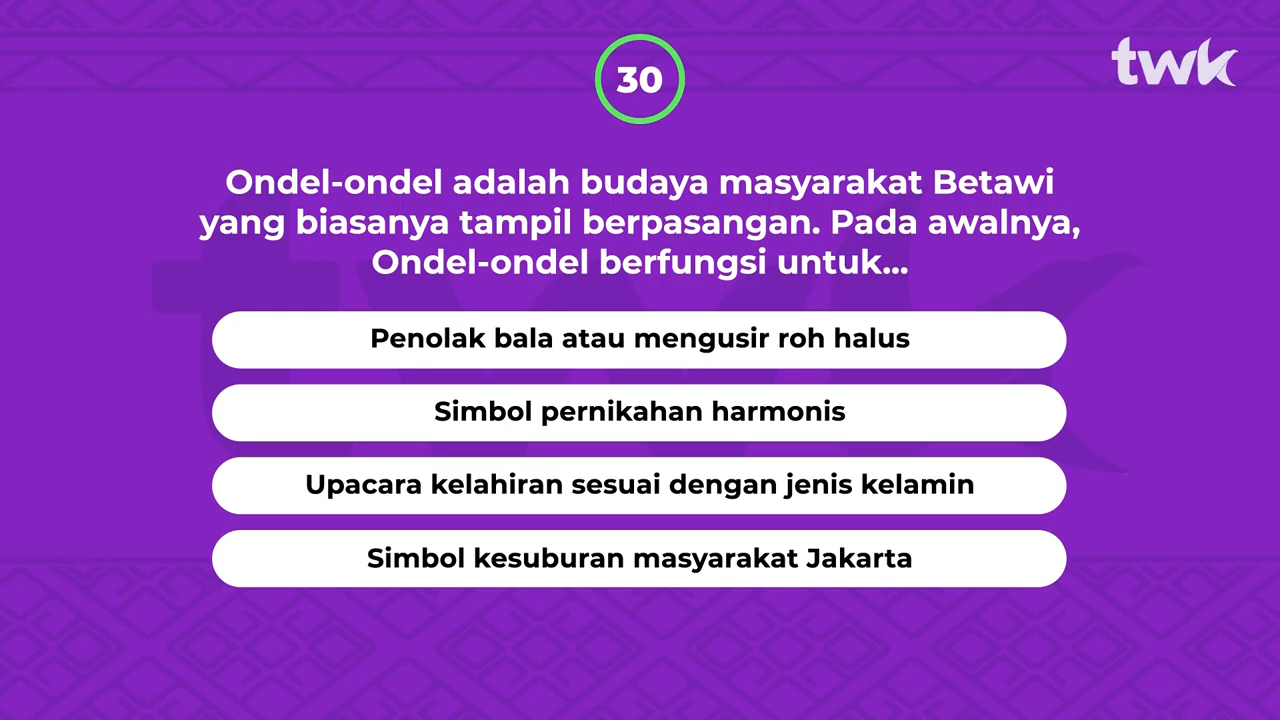 30
twk
Ondel-ondel adalah budaya masyarakat Betawi
yang biasanya tampil berpasangan. Pada awalnya,
Ondel-ondel berfungsi untuk...
Penolak bala atau mengusir roh halus
Simbol pernikahan harmonis
Upacara kelahiran sesuai dengan jenis kelamin
Simbol kesuburan masyarakat Jakarta